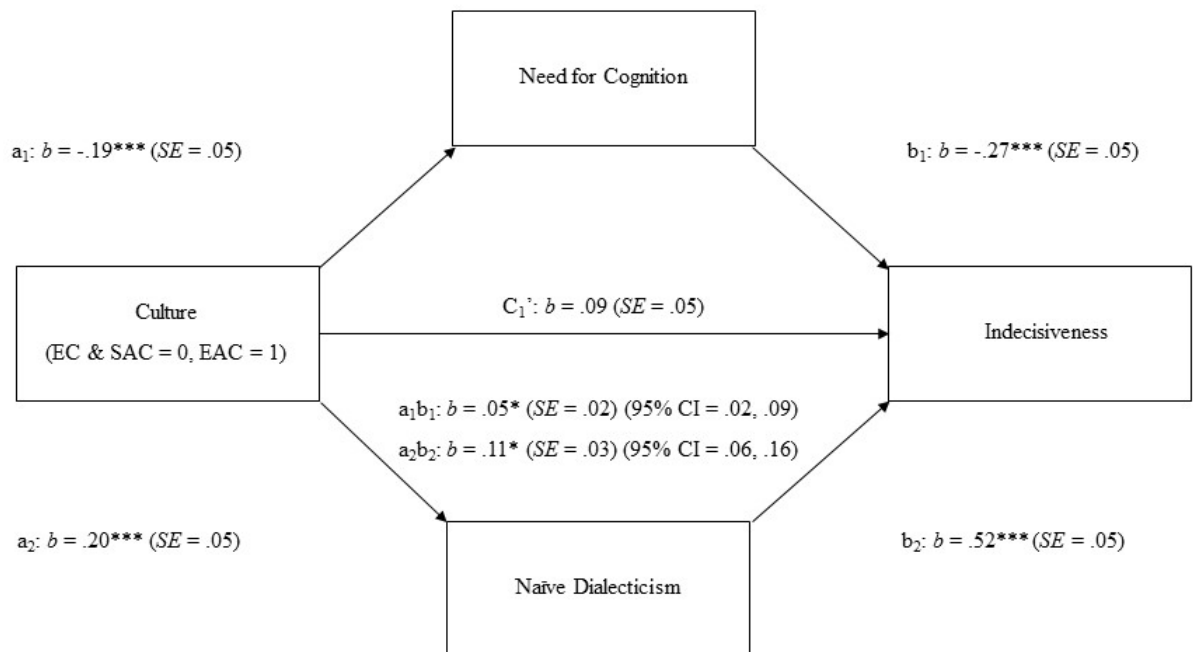 Need for Cognition
a₁: b = -.19*** (SE = .05)
b₁: b = -.27*** (SE = .05)
Culture
(EC & SAC = 0, EAC = 1)
C₁’: b = .09 (SE = .05)
Indecisiveness
a₁b₁: b = .05* (SE = .02) (95% CI = .02, .09)
a₂b₂: b = .11* (SE = .03) (95% CI = .06, .16)
a₂: b = .20*** (SE = .05)
b₂: b = .52*** (SE = .05)
Naïve Dialecticism